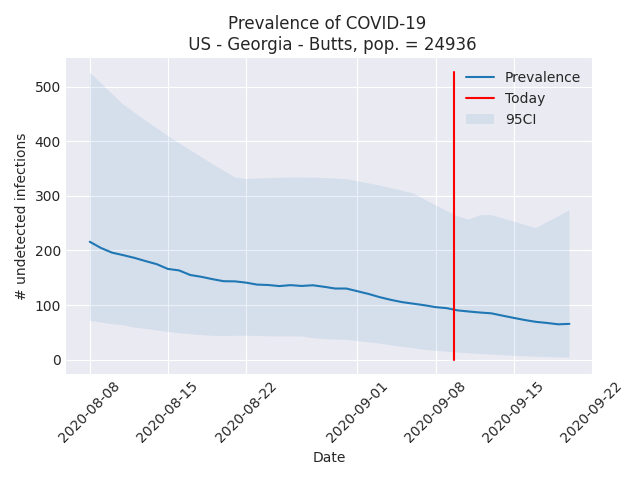 Prevalence of COVID-19
US - Georgia - Butts, pop. = 24936
Prevalence
Today
95CI
# undetected infections
500
400
300
200
100
0
2020-08-08
2020-08-15
2020-08-22
2020-09-01
2020-09-08
2020-09-15
2020-09-22
Date